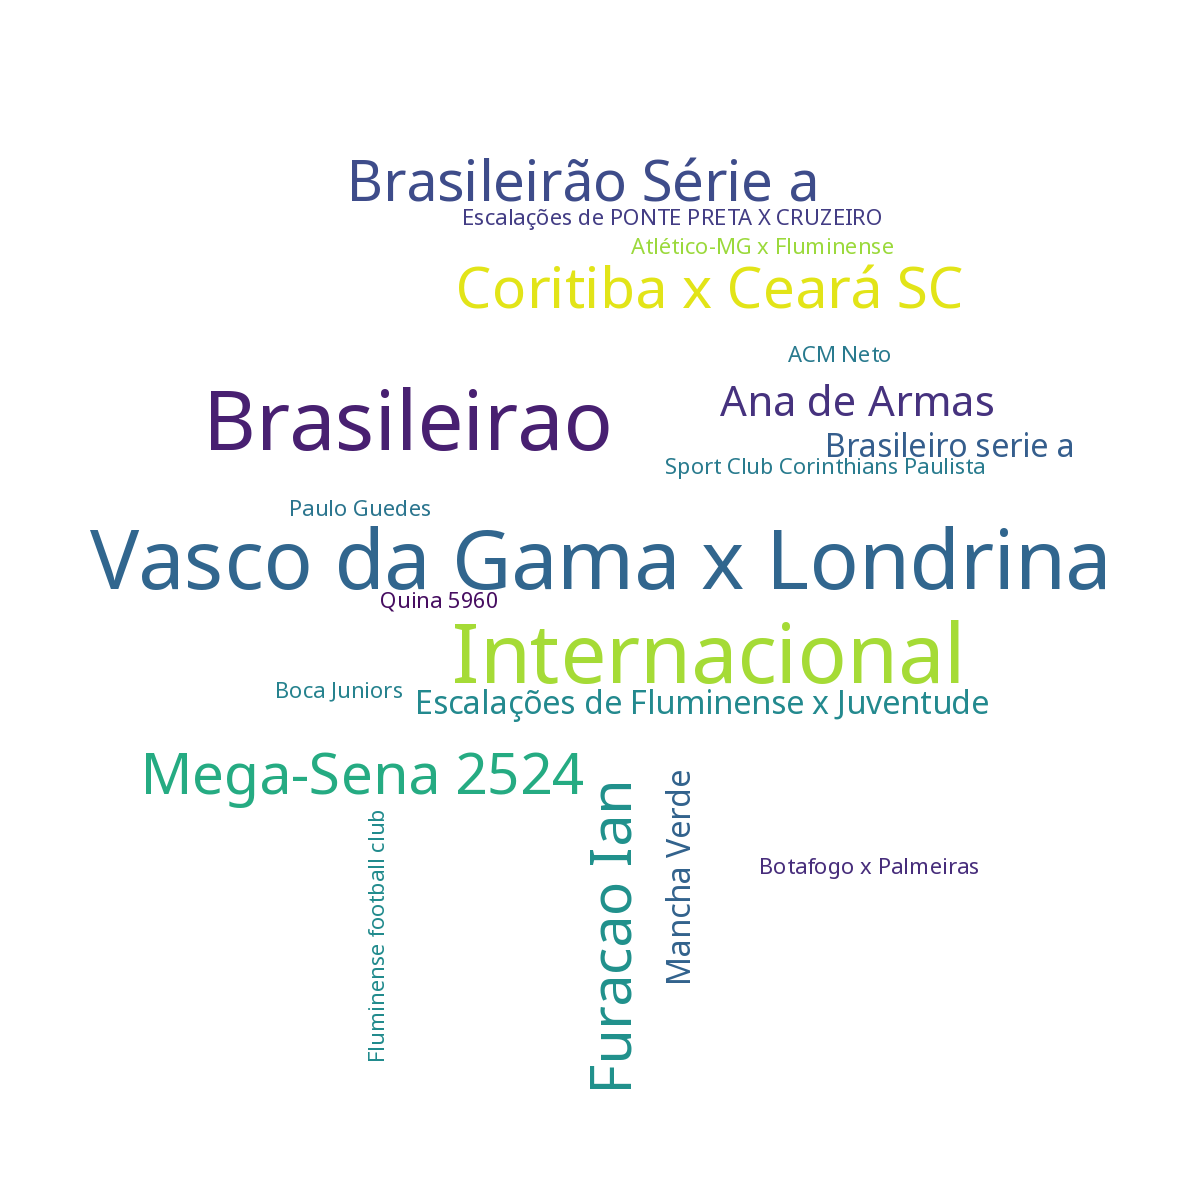 Brasileirão Série a
Escalações de PONTE PRETA X CRUZEIRO
Atlético-MG x Fluminense
Coritiba x Ceará SC
ACM Neto
Ana de Armas
Brasileirao
Brasileiro serie a
Sport Club Corinthians Paulista
Paulo Guedes
Vasco da Gama x Londrina
Quina 5960
Internacional
Boca Juniors
Escalações de Fluminense x Juventude
Mega-Sena 2524
Furacao Ian
Mancha Verde
Fluminense football club
Botafogo x Palmeiras